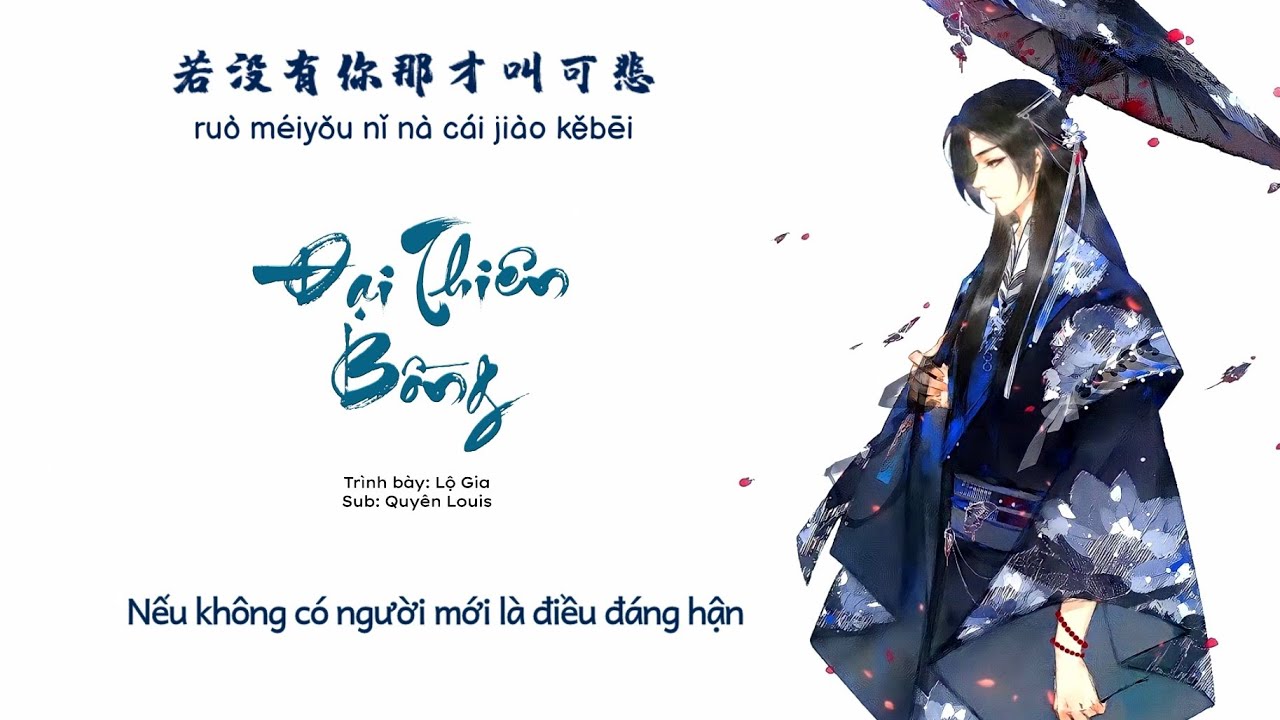 若没有你那才叫可悲
ruò méiyǒu nǐ nà cái jiào kěbēi
Đại Thiên
Bồng
Trình bày: Lộ Gia
Sub: Quyên Louis
Nếu không có người mới là điều đáng hận